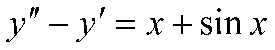 y″ − y′ = x + sin x